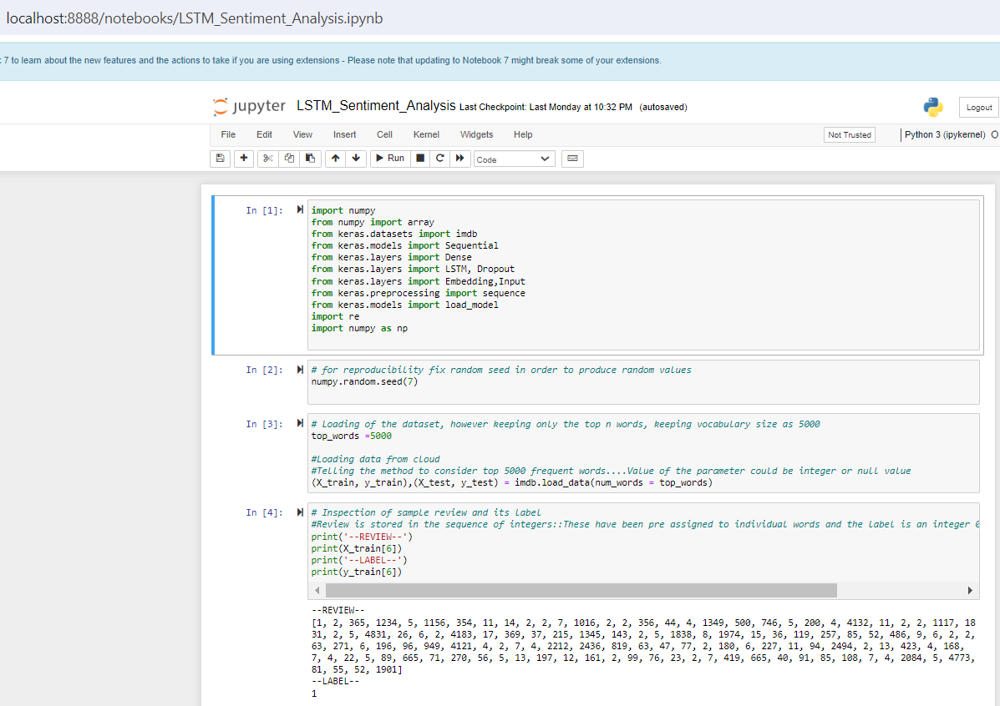 localhost:8888/notebooks/LSTM_Sentiment_Analysis.ipynb
7 to learn about the new features and the actions to take if you are using extensions - Please note that updating to Notebook 7 might break some of your extensions.
jupyter LSTM_Sentiment_Analysis Last Checkpoint: Last Monday at 10:32 PM (autosaved)
Logout
File Edit View Insert Cell Kernel Widgets Help
Not Trusted
Python 3 (ipykernel)
Run
Code
In [1]:
import numpy
from numpy import array
from keras.datasets import imdb
from keras.models import Sequential
from keras.layers import Dense
from keras.layers import LSTM, Dropout
from keras.layers import Embedding,Input
from keras.preprocessing import sequence
from keras.models import load_model
import re
import numpy as np
In [2]:
# for reproducibility fix random seed in order to produce random values
numpy.random.seed(7)
In [3]:
# Loading of the dataset, however keeping only the top n words, keeping vocabulary size as 5000
top_words =5000
#Loading data from cloud
#Telling the method to consider top 5000 frequent words....Value of the parameter could be integer or null value
(X_train, y_train),(X_test, y_test) = imdb.load_data(num_words = top_words)
In [4]:
# Inspection of sample review and its label
#Review is stored in the sequence of integers::These have been pre assigned to individual words and the label is an integer
print('--REVIEW--')
print(X_train[6])
print('--LABEL--')
print(y_train[6])
--REVIEW--
[1, 2, 365, 1234, 5, 1156, 354, 11, 14, 2, 2, 7, 1016, 2, 2, 356, 44, 4, 1349, 500, 746, 5, 200, 4, 4132, 11, 2, 2, 1117, 18
31, 2, 5, 4831, 26, 6, 2, 4183, 17, 369, 37, 215, 1345, 143, 2, 5, 1838, 8, 1974, 15, 36, 119, 257, 85, 52, 486, 9, 6, 2, 2,
63, 271, 6, 196, 96, 949, 4121, 4, 2, 7, 4, 2212, 2436, 819, 63, 47, 77, 2, 180, 6, 227, 11, 94, 2494, 2, 13, 423, 4, 168,
7, 4, 22, 5, 89, 665, 71, 270, 56, 5, 13, 197, 12, 161, 2, 99, 76, 23, 2, 7, 419, 665, 40, 91, 85, 108, 7, 4, 2084, 5, 4773,
81, 55, 52, 1901]
--LABEL--
1